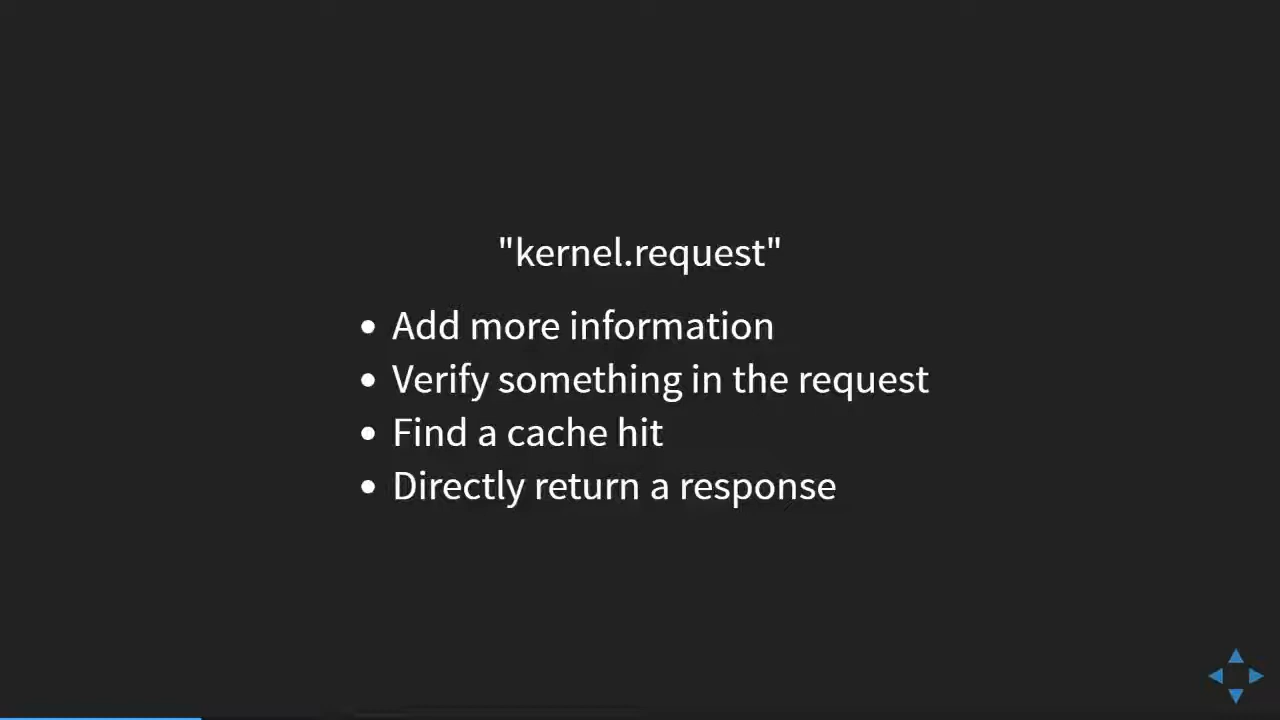 "kernel.request"
• Add more information
• Verify something in the request
• Find a cache hit
• Directly return a response